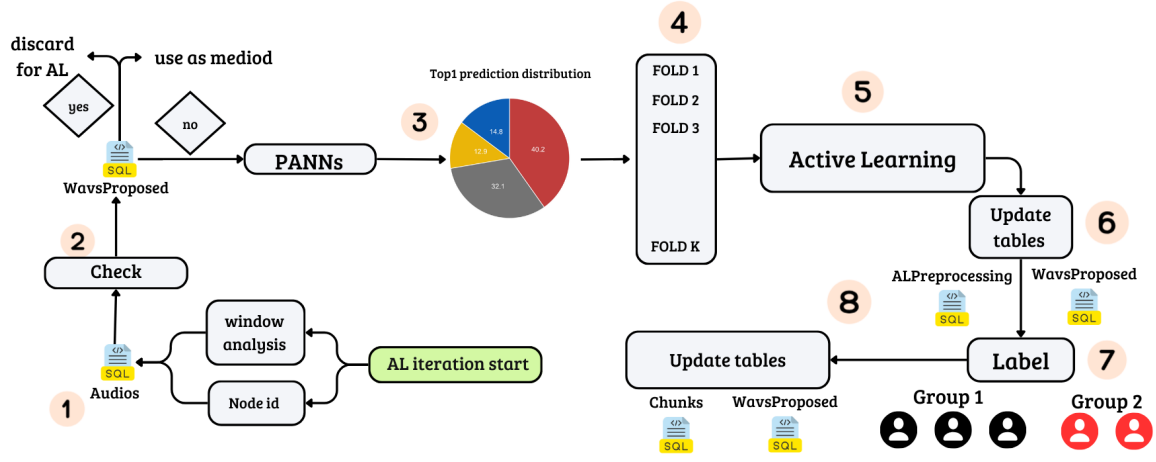 discard
for AL
use as mediod
yes
no
</>
SQL
WavsProposed
PANNs
3
Top1 prediction distribution
14.8
40.2
12.9
32.1
4
FOLD 1
FOLD 2
FOLD 3
FOLD K
5
Active Learning
Update
tables
6
2
Check
</>
SQL
Audios
1
window
analysis
Node id
AL iteration start
ALPreprocessing
</>
SQL
WavsProposed
</>
SQL
8
Update tables
Chunks
</>
SQL
WavsProposed
</>
SQL
Label
7
Group 1
Group 2